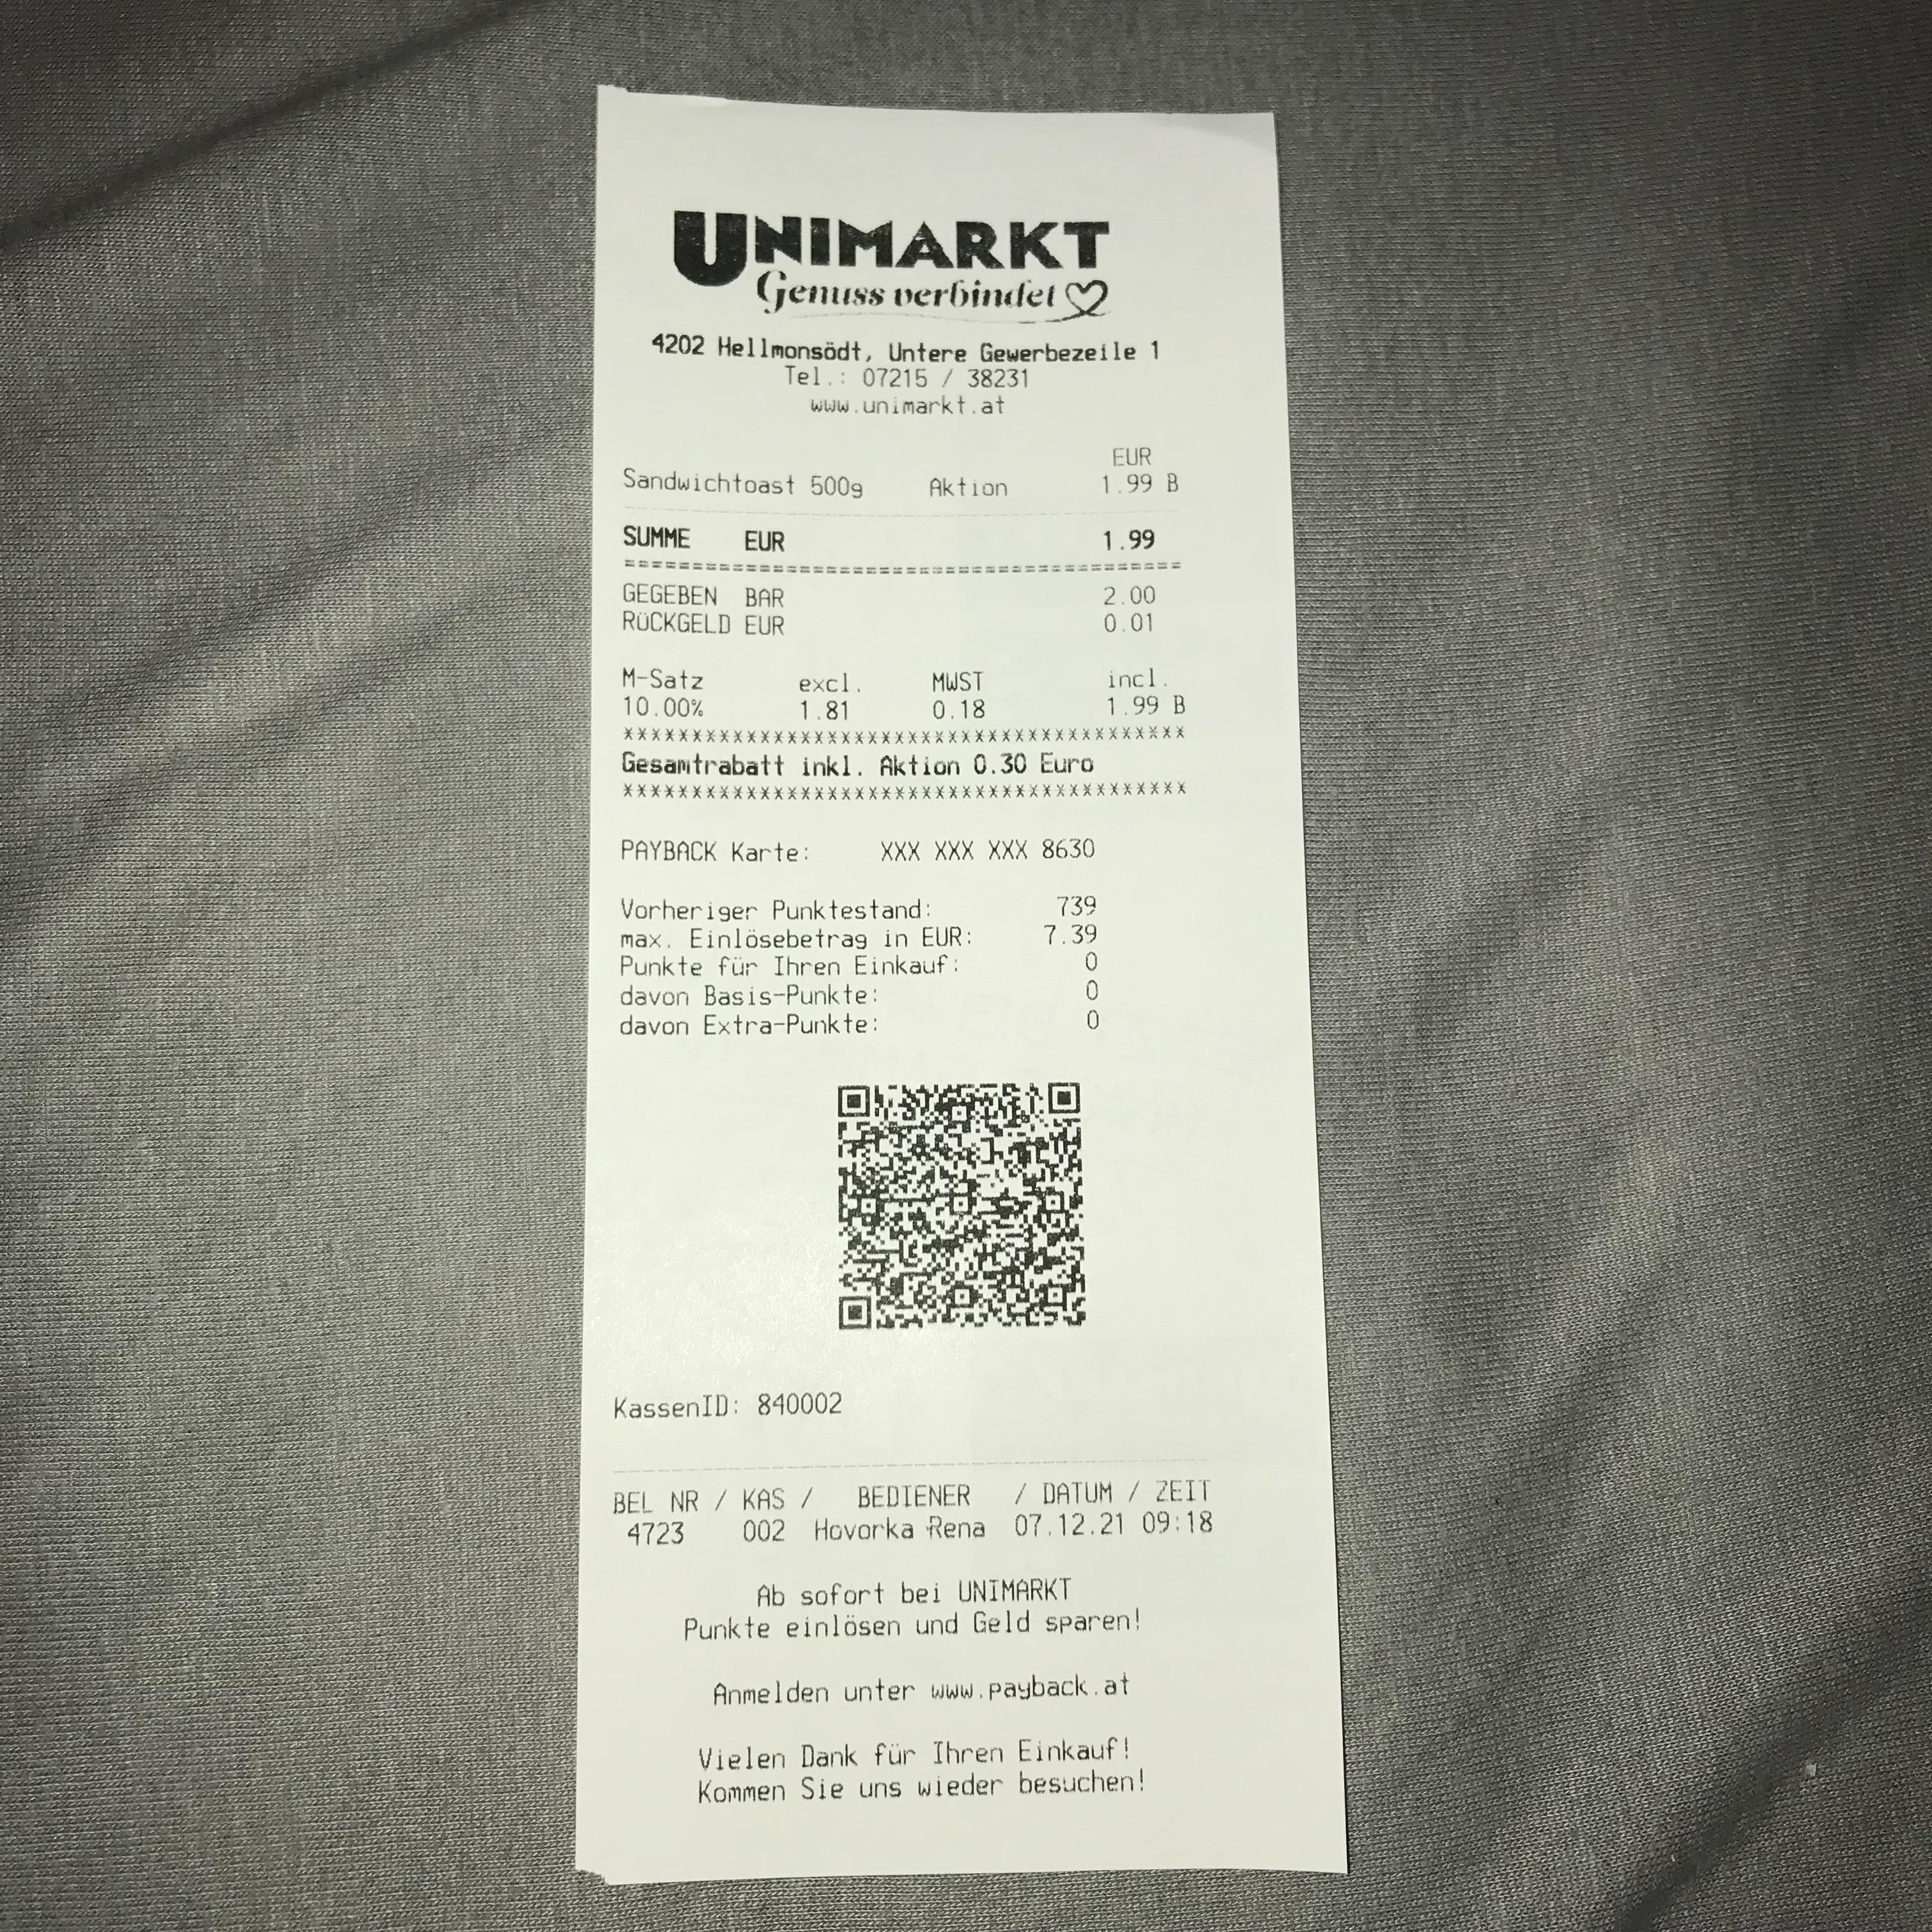 UNIMARKT
Genuss verbindet
4202 Hellmonsödt, Untere Gewerbezeile 1
Tel.: 07215 / 38231
www.unimarkt.at
EUR
Sandwichtoast 500g Aktion 1.99 B
SUMME EUR 1.99
=========================================
GEGEBEN BAR 2.00
RÜCKGELD EUR 0.01
M-Satz excl. MWST incl.
10.00% 1.81 0.18 1.99 B
******************************************
Gesamtrabatt inkl. Aktion 0.30 Euro
******************************************
PAYBACK Karte: XXX XXX XXX 8630
Vorheriger Punktestand: 739
max. Einlösebetrag in EUR: 7.39
Punkte für Ihren Einkauf: 0
davon Basis-Punkte: 0
davon Extra-Punkte: 0
KassenID: 840002
BEL NR / KAS / BEDIENER / DATUM / ZEIT
4723 002 Hovorka Rena 07.12.21 09:18
Ab sofort bei UNIMARKT
Punkte einlösen und Geld sparen!
Anmelden unter www.payback.at
Vielen Dank für Ihren Einkauf!
Kommen Sie uns wieder besuchen!